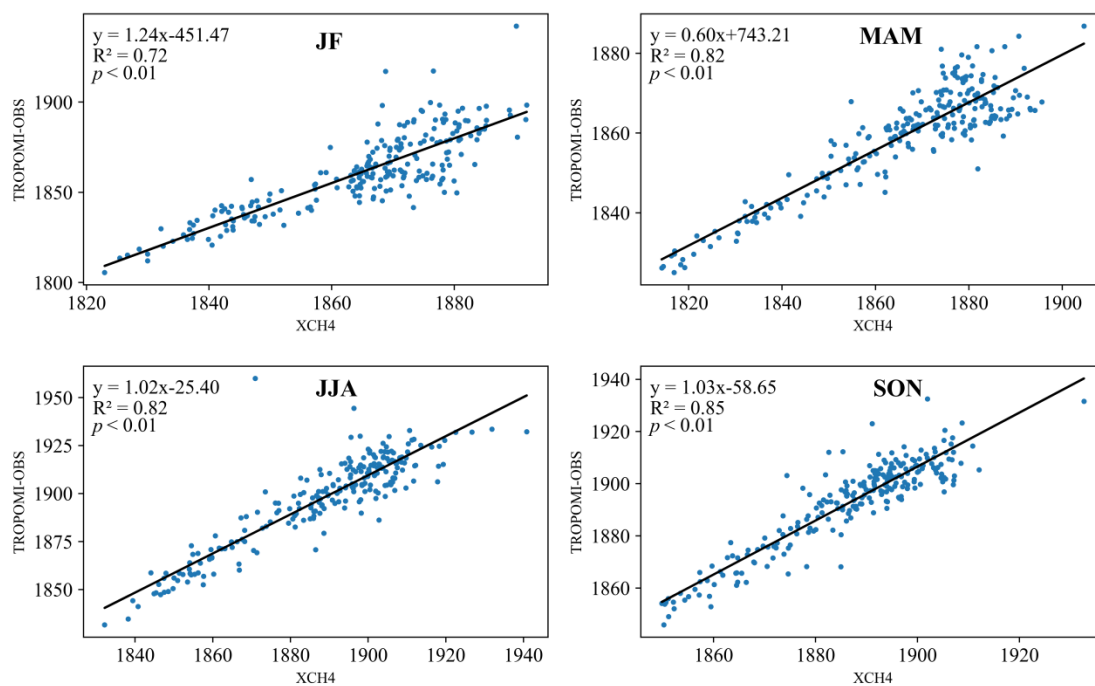 y = 1.24x-451.47
R² = 0.72
p < 0.01
JF
TROPOMI-OBS
1900
1850
1800
1820
1840
1860
1880
XCH4
y = 0.60x+743.21
R² = 0.82
p < 0.01
MAM
TROPOMI-OBS
1880
1860
1840
1820
1840
1860
1880
1900
XCH4
y = 1.02x-25.40
R² = 0.82
p < 0.01
JJA
TROPOMI-OBS
1950
1925
1900
1875
1850
1840
1860
1880
1900
1920
1940
XCH4
y = 1.03x-58.65
R² = 0.85
p < 0.01
SON
TROPOMI-OBS
1940
1920
1900
1880
1860
1860
1880
1900
1920
XCH4